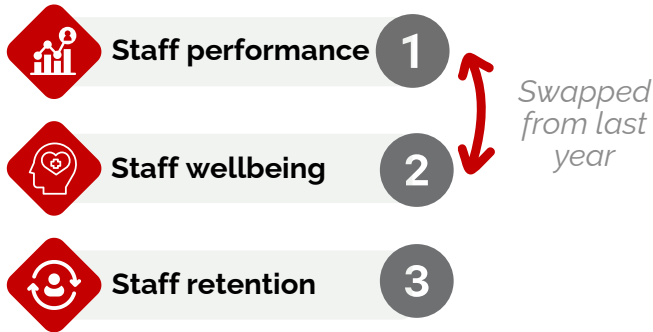 Staff performance 1
Staff wellbeing 2
Staff retention 3
Swapped
from last
year